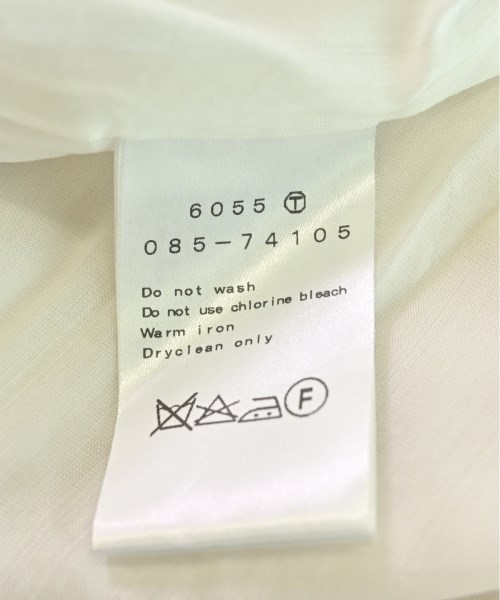 6055 Ⓣ
085-74105
Do not wash
Do not use chlorine bleach
Warm iron
Dryclean only
F